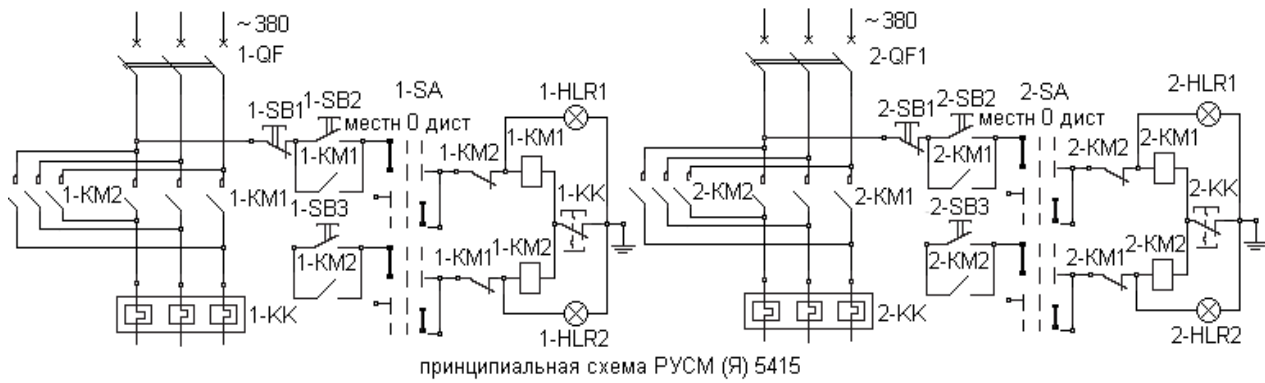 ~380
1-QF
1-SB1
1-SB2
1-SA
местн 0 дист
1-KM1
1-KM2
1-HLR1
1-KM1
1-KK
1-KM2
1-KM1
1-SB3
1-KM2
1-KM1
1-KM2
1-KK
1-HLR2
~380
2-QF1
2-SB1
2-SB2
2-SA
местн 0 дист
2-KM1
2-KM2
2-HLR1
2-KM1
2-KK
2-KM2
2-KM1
2-SB3
2-KM2
2-KM1
2-KM2
2-KK
2-HLR2
принципиальная схема РУСМ (Я) 5415